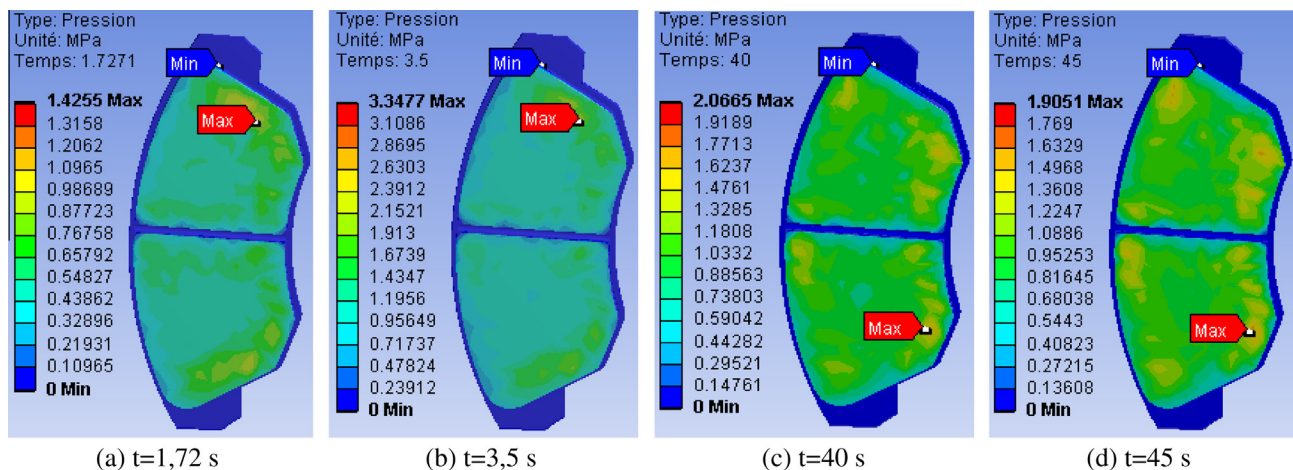 Type: Pression
Unité: MPa
Temps: 1.7271
Min
Max
1.4255 Max
1.3158
1.2062
1.0965
0.98689
0.87723
0.76758
0.65792
0.54827
0.43862
0.32896
0.21931
0.10965
0 Min
(a) t=1,72 s
Type: Pression
Unité: MPa
Temps: 3.5
Min
Max
3.3477 Max
3.1086
2.8695
2.6303
2.3912
2.1521
1.913
1.6739
1.4347
1.1956
0.95649
0.71737
0.47824
0.23912
0 Min
(b) t=3,5 s
Type: Pression
Unité: MPa
Temps: 40
Min
2.0665 Max
1.9189
1.7713
1.6237
1.4761
1.3285
1.1808
1.0332
0.88563
0.73803
0.59042
0.44282
0.29521
0.14761
0 Min
Max
(c) t=40 s
Type: Pression
Unité: MPa
Temps: 45
Min
1.9051 Max
1.769
1.6329
1.4968
1.3608
1.2247
1.0886
0.95253
0.81645
0.68038
0.5443
0.40823
0.27215
0.13608
0 Min
Max
(d) t=45 s